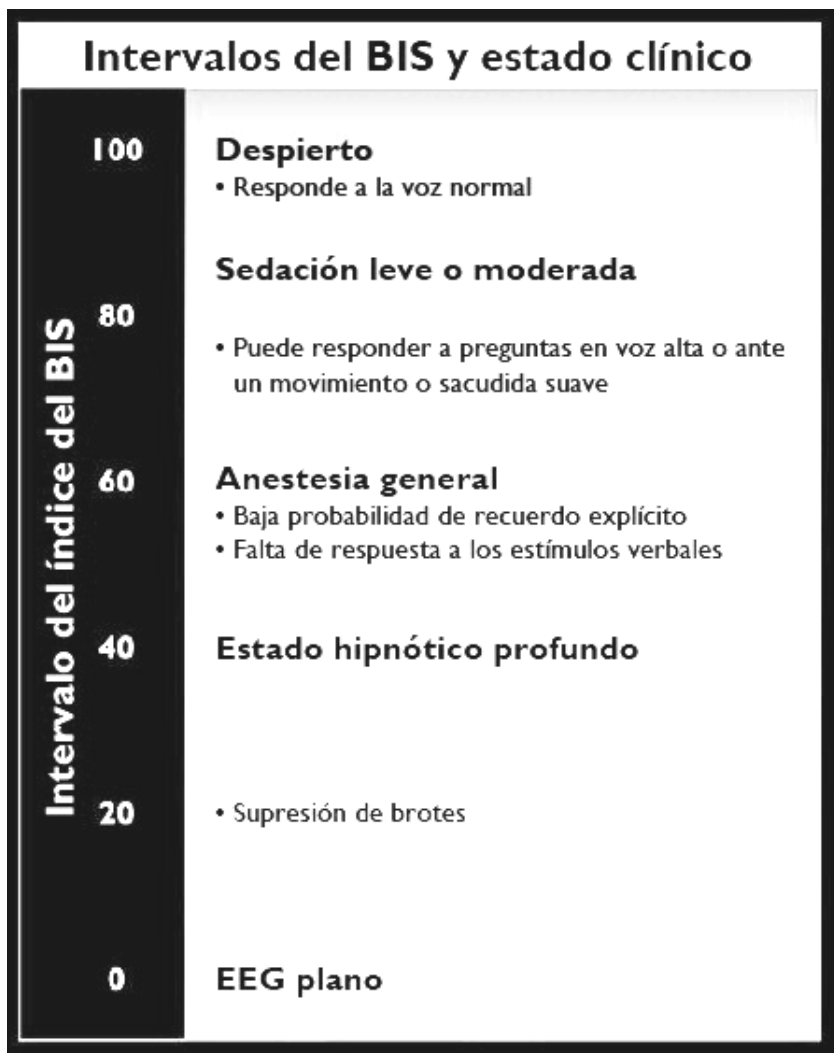 Intervalos del BIS y estado clínico
Intervalo del índice del BIS
100
Despierto
• Responde a la voz normal
Sedación leve o moderada
80
• Puede responder a preguntas en voz alta o ante
un movimiento o sacudida suave
60
Anestesia general
• Baja probabilidad de recuerdo explícito
• Falta de respuesta a los estímulos verbales
40
Estado hipnótico profundo
20
• Supresión de brotes
0
EEG plano